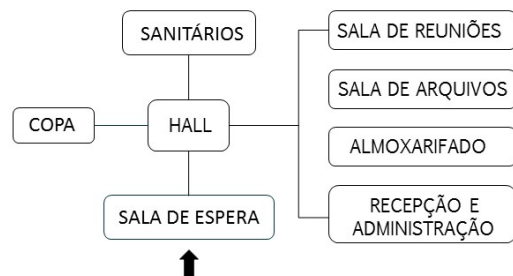 SANITÁRIOS
COPA
HALL
SALA DE ESPERA
SALA DE REUNIÕES
SALA DE ARQUIVOS
ALMOXARIFADO
RECEPÇÃO E
ADMINISTRAÇÃO